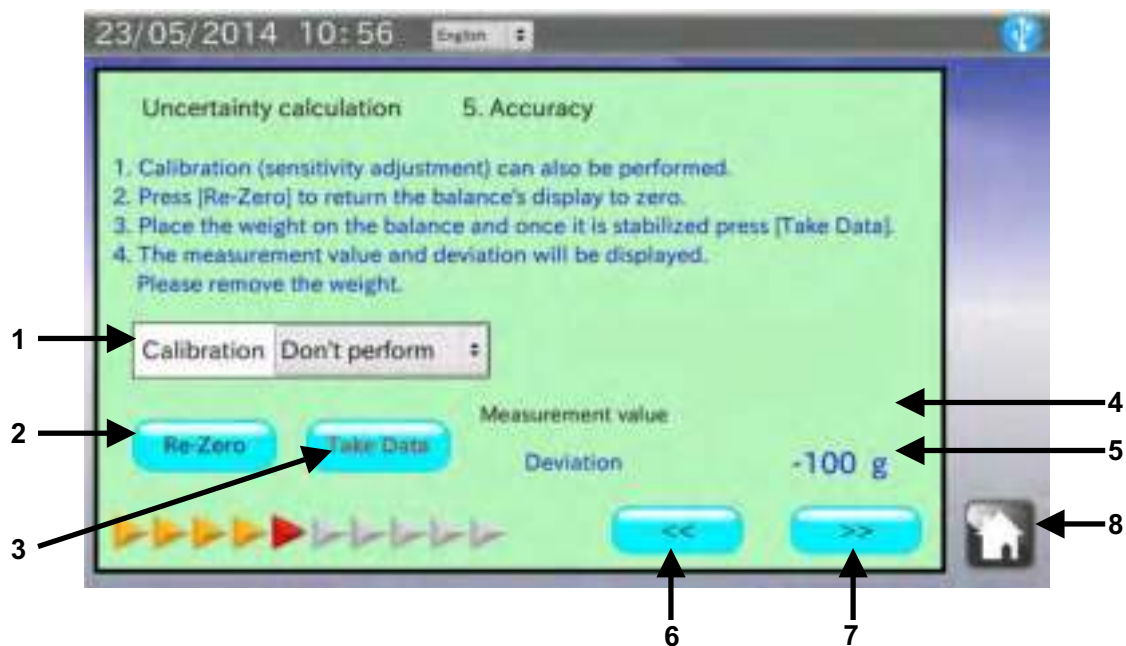 23/05/2014 10:56 English
Uncertainty calculation 5. Accuracy
1. Calibration (sensitivity adjustment) can also be performed.
2. Press [Re-Zero] to return the balance's display to zero.
3. Place the weight on the balance and once it is stabilized press [Take Data].
4. The measurement value and deviation will be displayed.
Please remove the weight.
1
Calibration Don't perform
Measurement value
4
2
Re-Zero Take Data
Deviation -100 g
5
3
<< >>
8
6 7